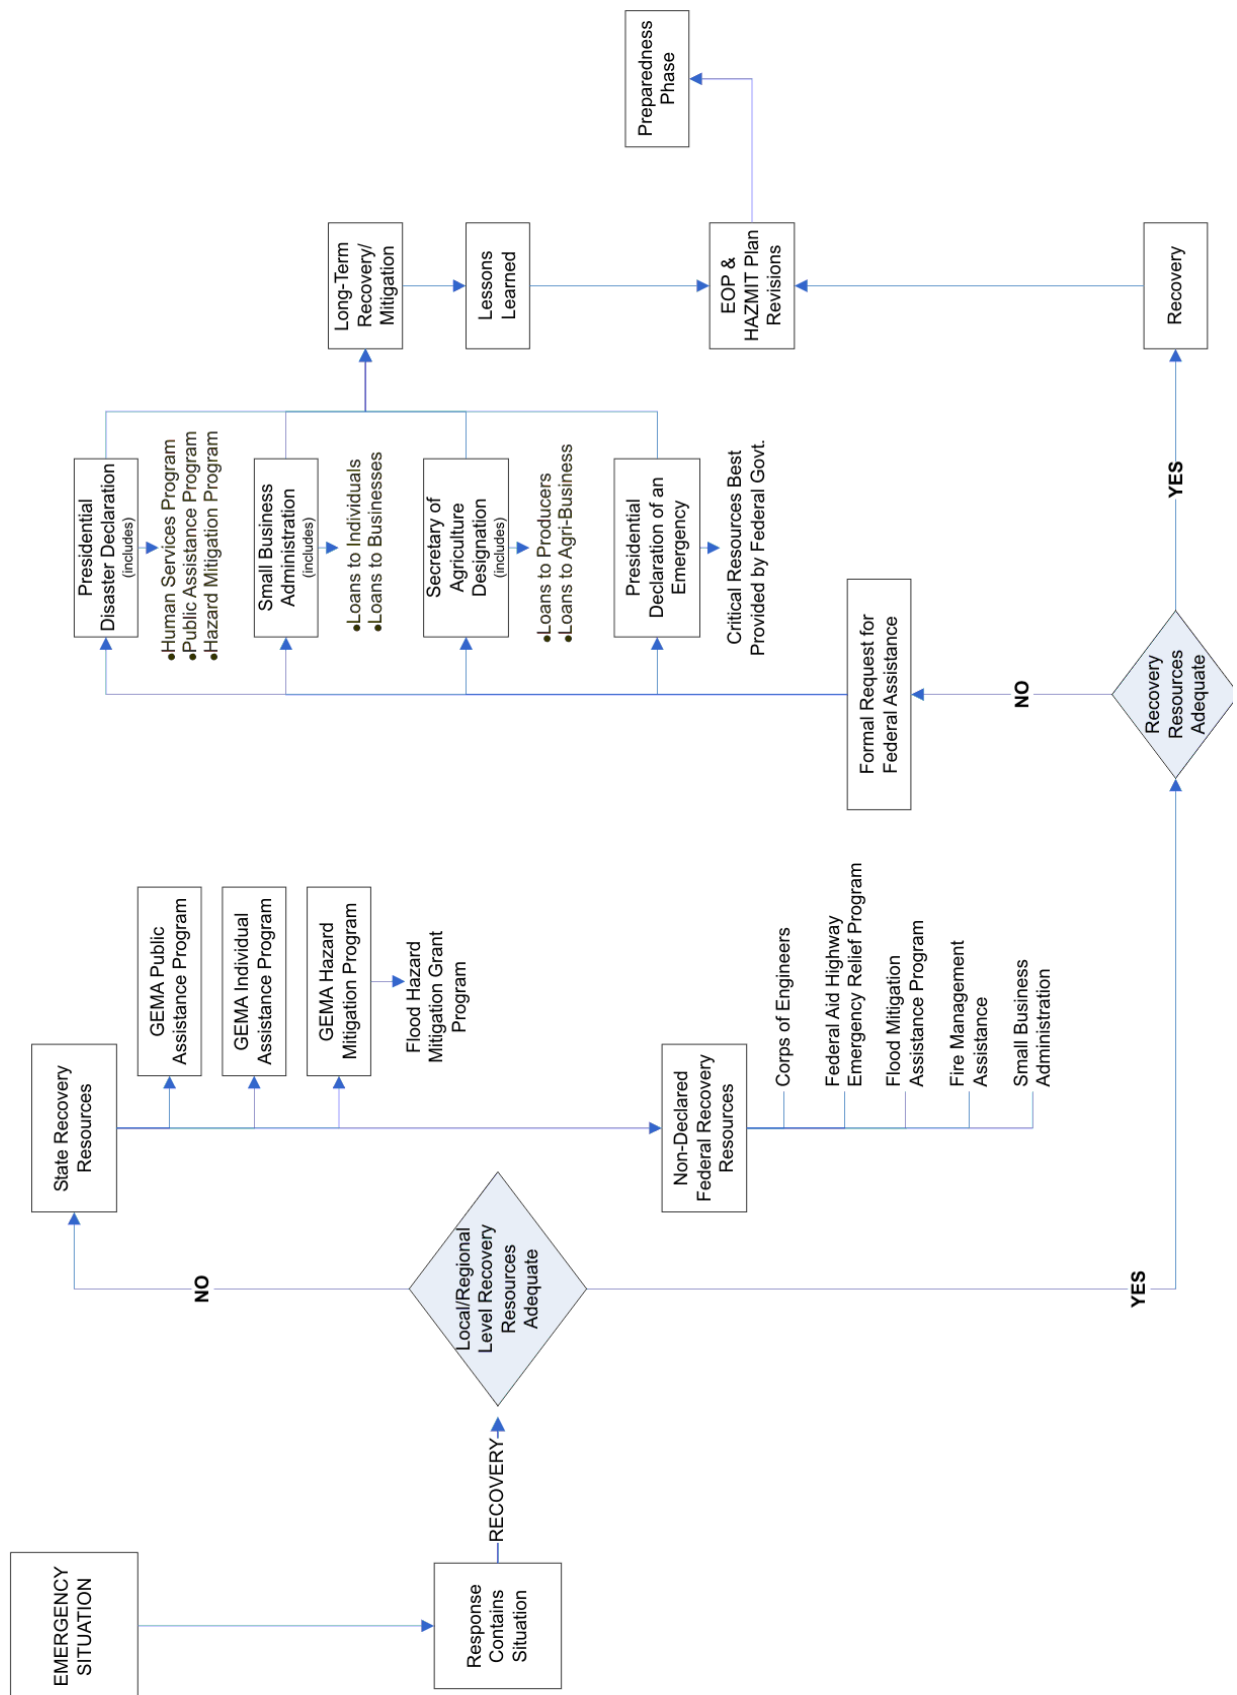 EMERGENCY
SITUATION
Response
Contains
Situation
RECOVERY
Local/Regional
Level Recovery
Resources
Adequate
NO
YES
State Recovery
Resources
GEMA Public
Assistance Program
GEMA Individual
Assistance Program
GEMA Hazard
Mitigation Program
Flood Hazard
Mitigation Grant
Program
Non-Declared
Federal Recovery
Resources
Corps of Engineers
Federal Aid Highway
Emergency Relief Program
Flood Mitigation
Assistance Program
Fire Management
Assistance
Small Business
Administration
Recovery
Resources
Adequate
NO
YES
Formal Request for
Federal Assistance
Presidential
Disaster Declaration
(includes)
•Human Services Program
•Public Assistance Program
•Hazard Mitigation Program
Small Business
Administration
(includes)
•Loans to Individuals
•Loans to Businesses
Secretary of
Agriculture
Designation
(includes)
•Loans to Producers
•Loans to Agri-Business
Presidential
Declaration of an
Emergency
Critical Resources Best
Provided by Federal Govt.
Long-Term
Recovery/
Mitigation
Lessons
Learned
EOP &
HAZMIT Plan
Revisions
Recovery
Preparedness
Phase